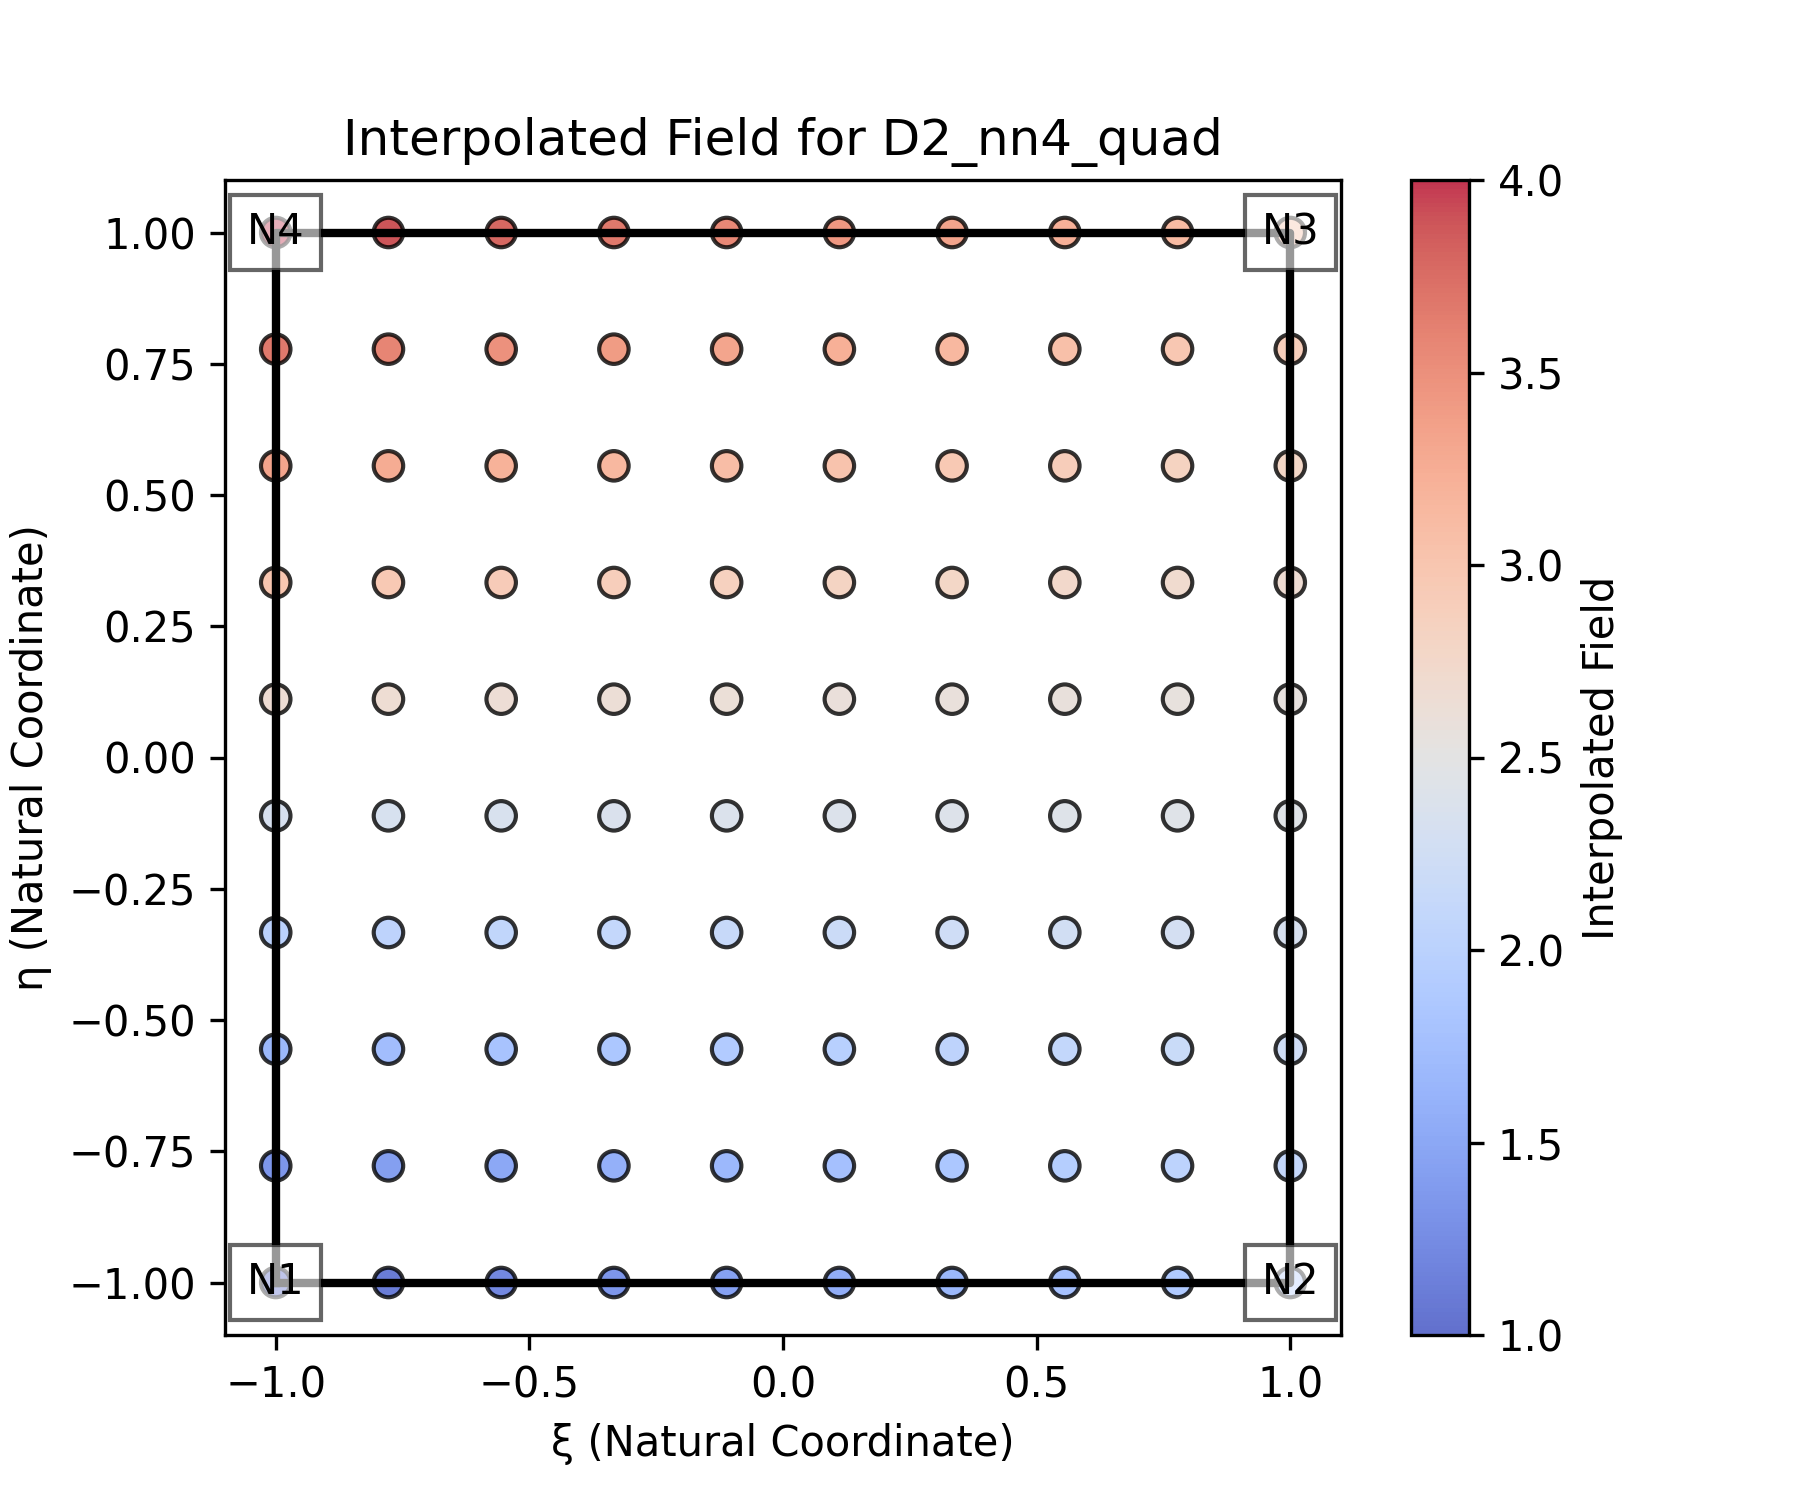 Interpolated Field for D2_nn4_quad
N4
N3
N1
N2
1.00
0.75
0.50
0.25
0.00
−0.25
−0.50
−0.75
−1.00
η (Natural Coordinate)
−1.0
−0.5
0.0
0.5
1.0
ξ (Natural Coordinate)
4.0
3.5
3.0
2.5
2.0
1.5
1.0
Interpolated Field